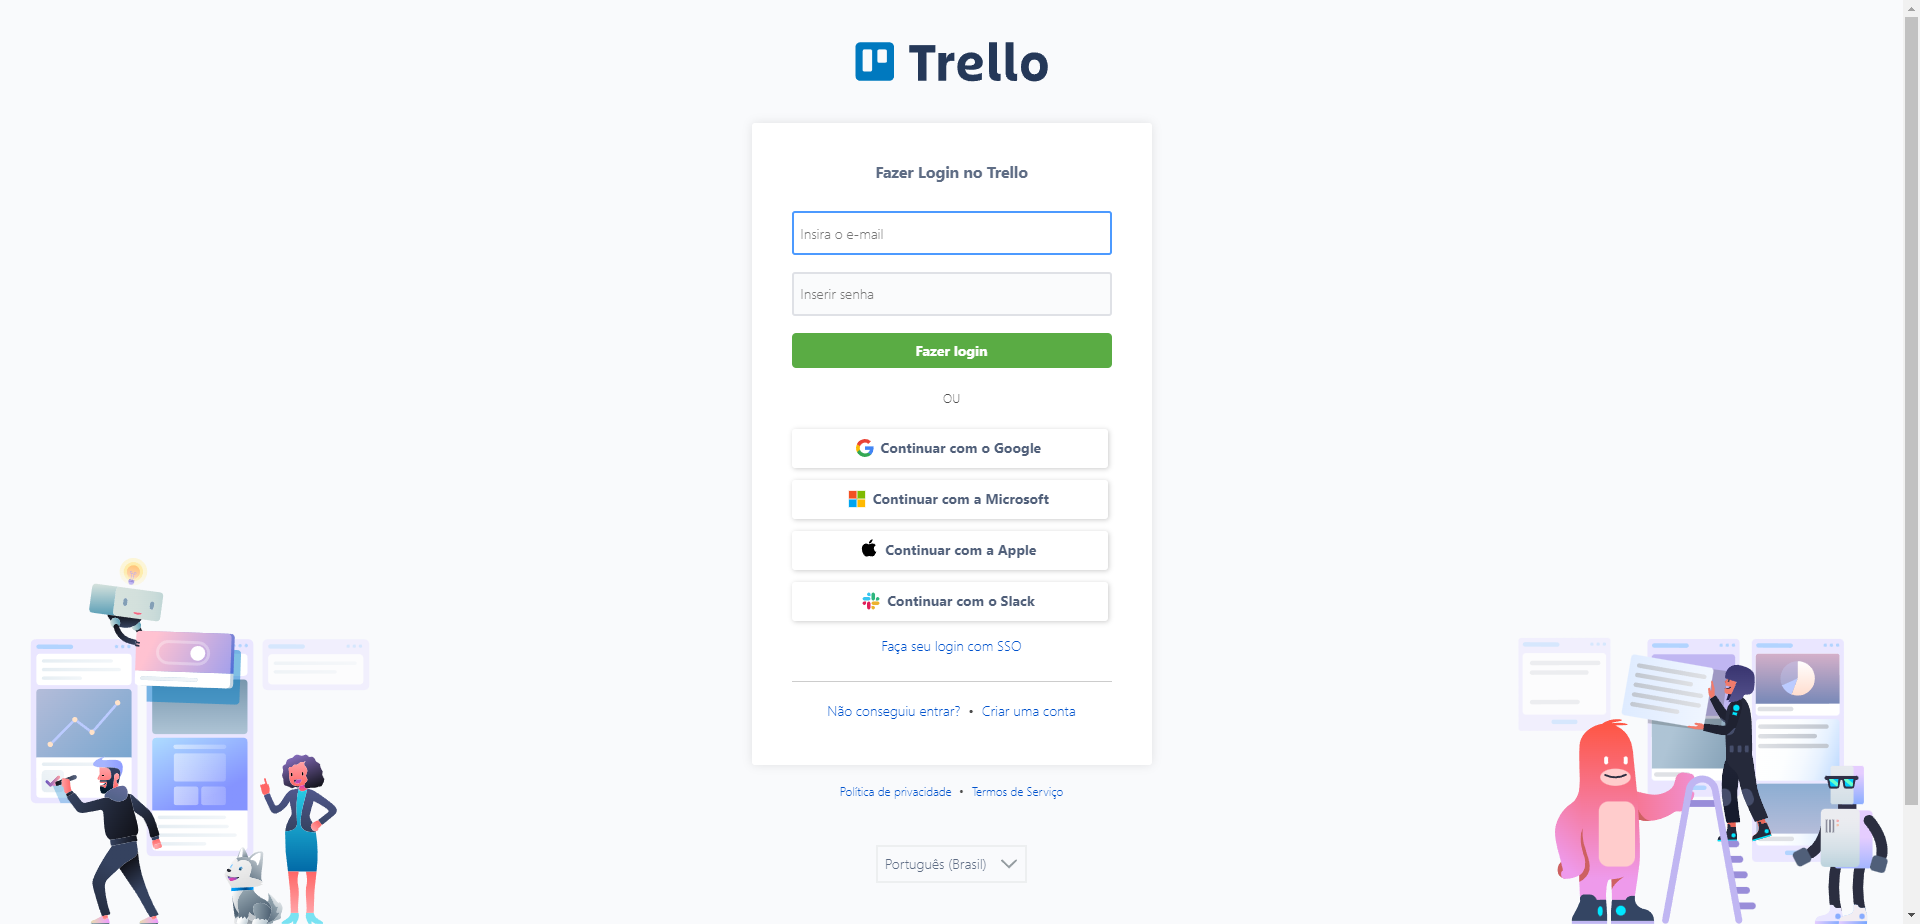 Trello
Fazer Login no Trello
Insira o e-mail
Inserir senha
Fazer login
OU
Continuar com o Google
Continuar com a Microsoft
Continuar com a Apple
Continuar com o Slack
Faça seu login com SSO
Não conseguiu entrar? • Criar uma conta
Política de privacidade • Termos de Serviço
Português (Brasil)